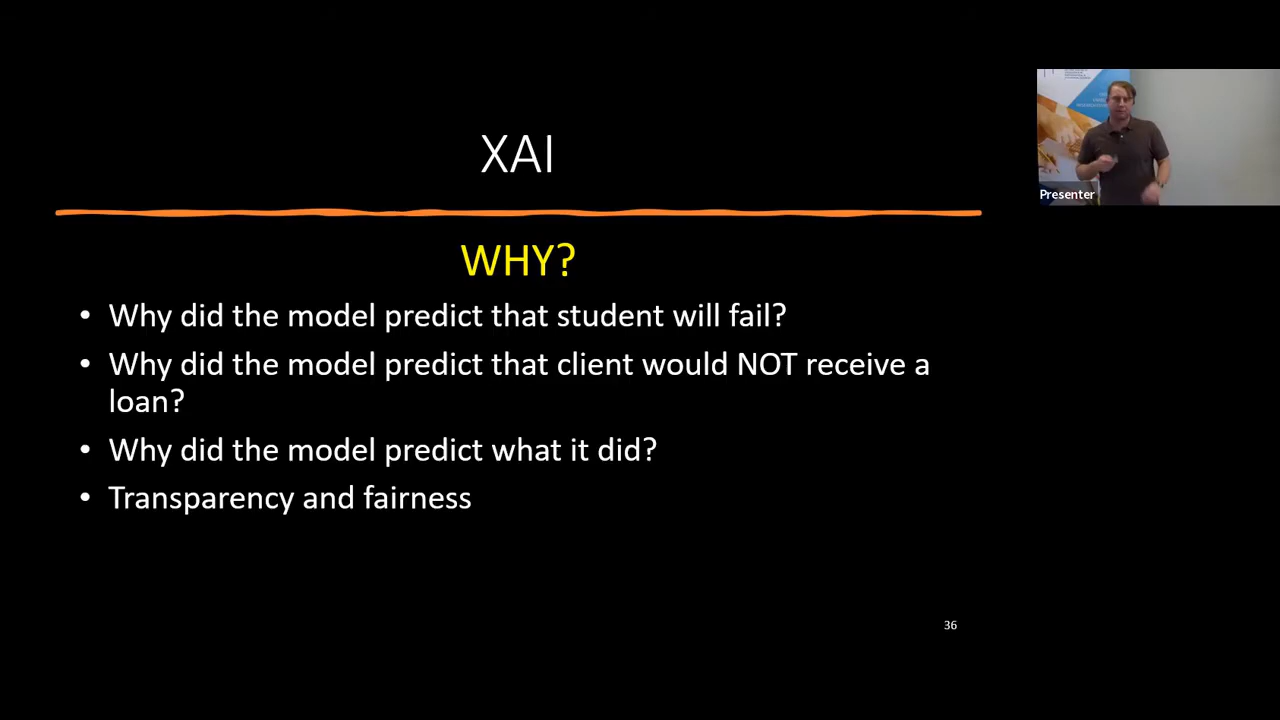 XAI
WHY?
• Why did the model predict that student will fail?
• Why did the model predict that client would NOT receive a
loan?
• Why did the model predict what it did?
• Transparency and fairness
36
Presenter